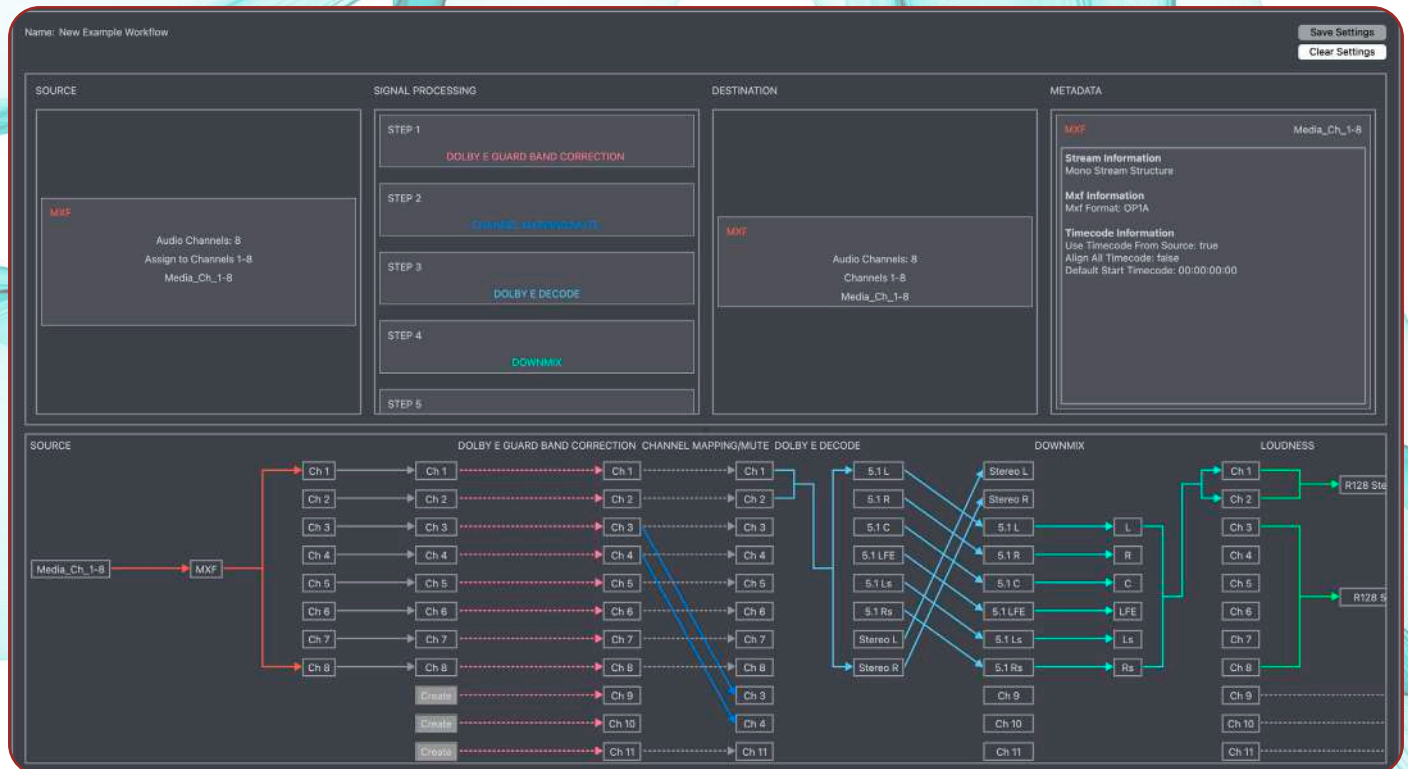 Name: New Example Workflow
Save Settings
Clear Settings
SOURCE
SIGNAL PROCESSING
DESTINATION
METADATA
MXF
Audio Channels: 8
Assign to Channels 1-8
Media_Ch_1-8
STEP 1
DOLBY E GUARD BAND CORRECTION
STEP 2
CHANNEL MAPPING/MUTE
STEP 3
DOLBY E DECODE
STEP 4
DOWNMIX
STEP 5
MXF
Audio Channels: 8
Channels 1-8
Media_Ch_1-8
MXF Media_Ch_1-8
Stream Information
Mono Stream Structure
Mxf Information
Mxf Format: OP1A
Timecode Information
Use Timecode From Source: true
Align All Timecode: false
Default Start Timecode: 00:00:00:00
SOURCE DOLBY E GUARD BAND CORRECTION CHANNEL MAPPING/MUTE DOLBY E DECODE DOWNMIX LOUDNESS
Ch 1 Ch 1 Ch 1 Ch 1 5.1 L Stereo L Ch 1
R128 Ste
Ch 2 Ch 2 Ch 2 Ch 2 5.1 R Stereo R Ch 2
Ch 3 Ch 3 Ch 3 Ch 3 5.1 C 5.1 L L Ch 3
Ch 4 Ch 4 Ch 4 Ch 4 5.1 LFE 5.1 R R Ch 4
Media_Ch_1-8 MXF
Ch 5 Ch 5 Ch 5 Ch 5 5.1 Ls 5.1 C C Ch 5
R128 S
Ch 6 Ch 6 Ch 6 Ch 6 5.1 Rs 5.1 LFE LFE Ch 6
Ch 7 Ch 7 Ch 7 Ch 7 Stereo L 5.1 Ls Ls Ch 7
Ch 8 Ch 8 Ch 8 Ch 8 Stereo R 5.1 Rs Rs Ch 8
Create Ch 9 Ch 3 Ch 9 Ch 9
Create Ch 10 Ch 4 Ch 10 Ch 10
Create Ch 11 Ch 11 Ch 11 Ch 11